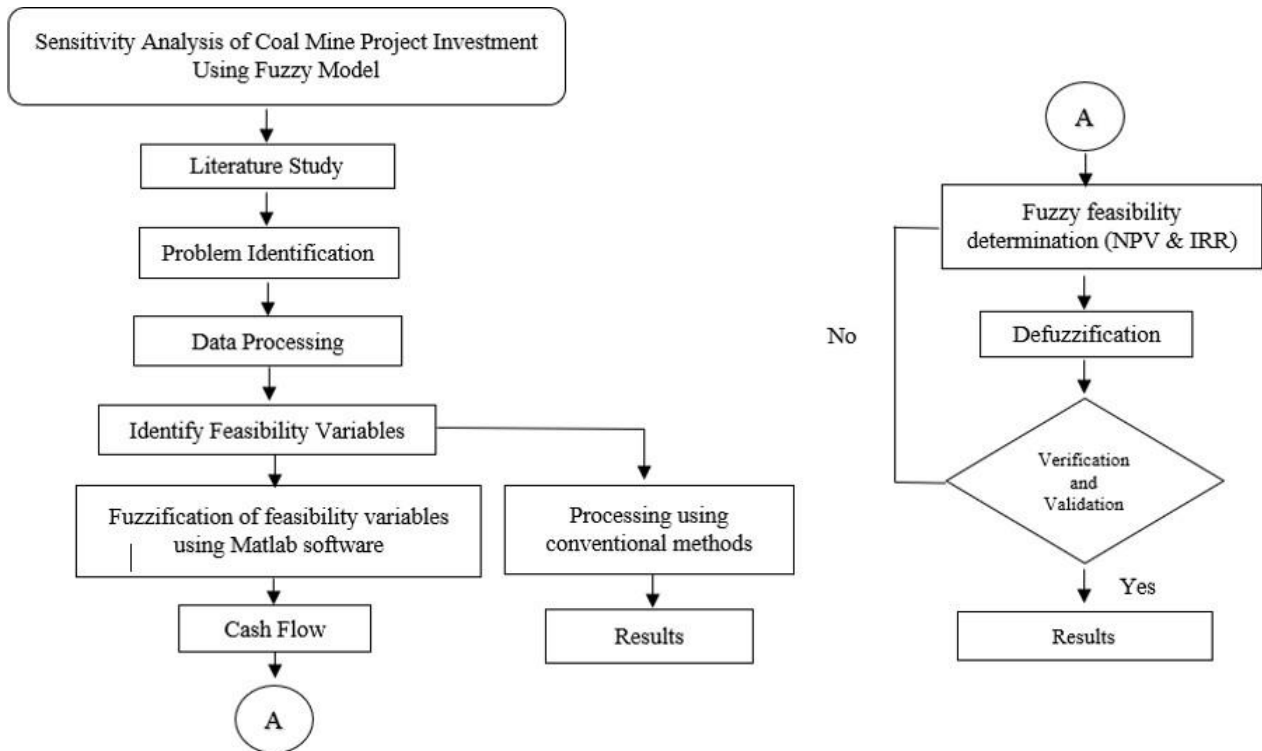 Sensitivity Analysis of Coal Mine Project Investment
Using Fuzzy Model
Literature Study
Problem Identification
Data Processing
Identify Feasibility Variables
Fuzzification of feasibility variables
using Matlab software
Cash Flow
A
Processing using
conventional methods
Results
A
Fuzzy feasibility
determination (NPV & IRR)
Defuzzification
No
Verification
and
Validation
Yes
Results